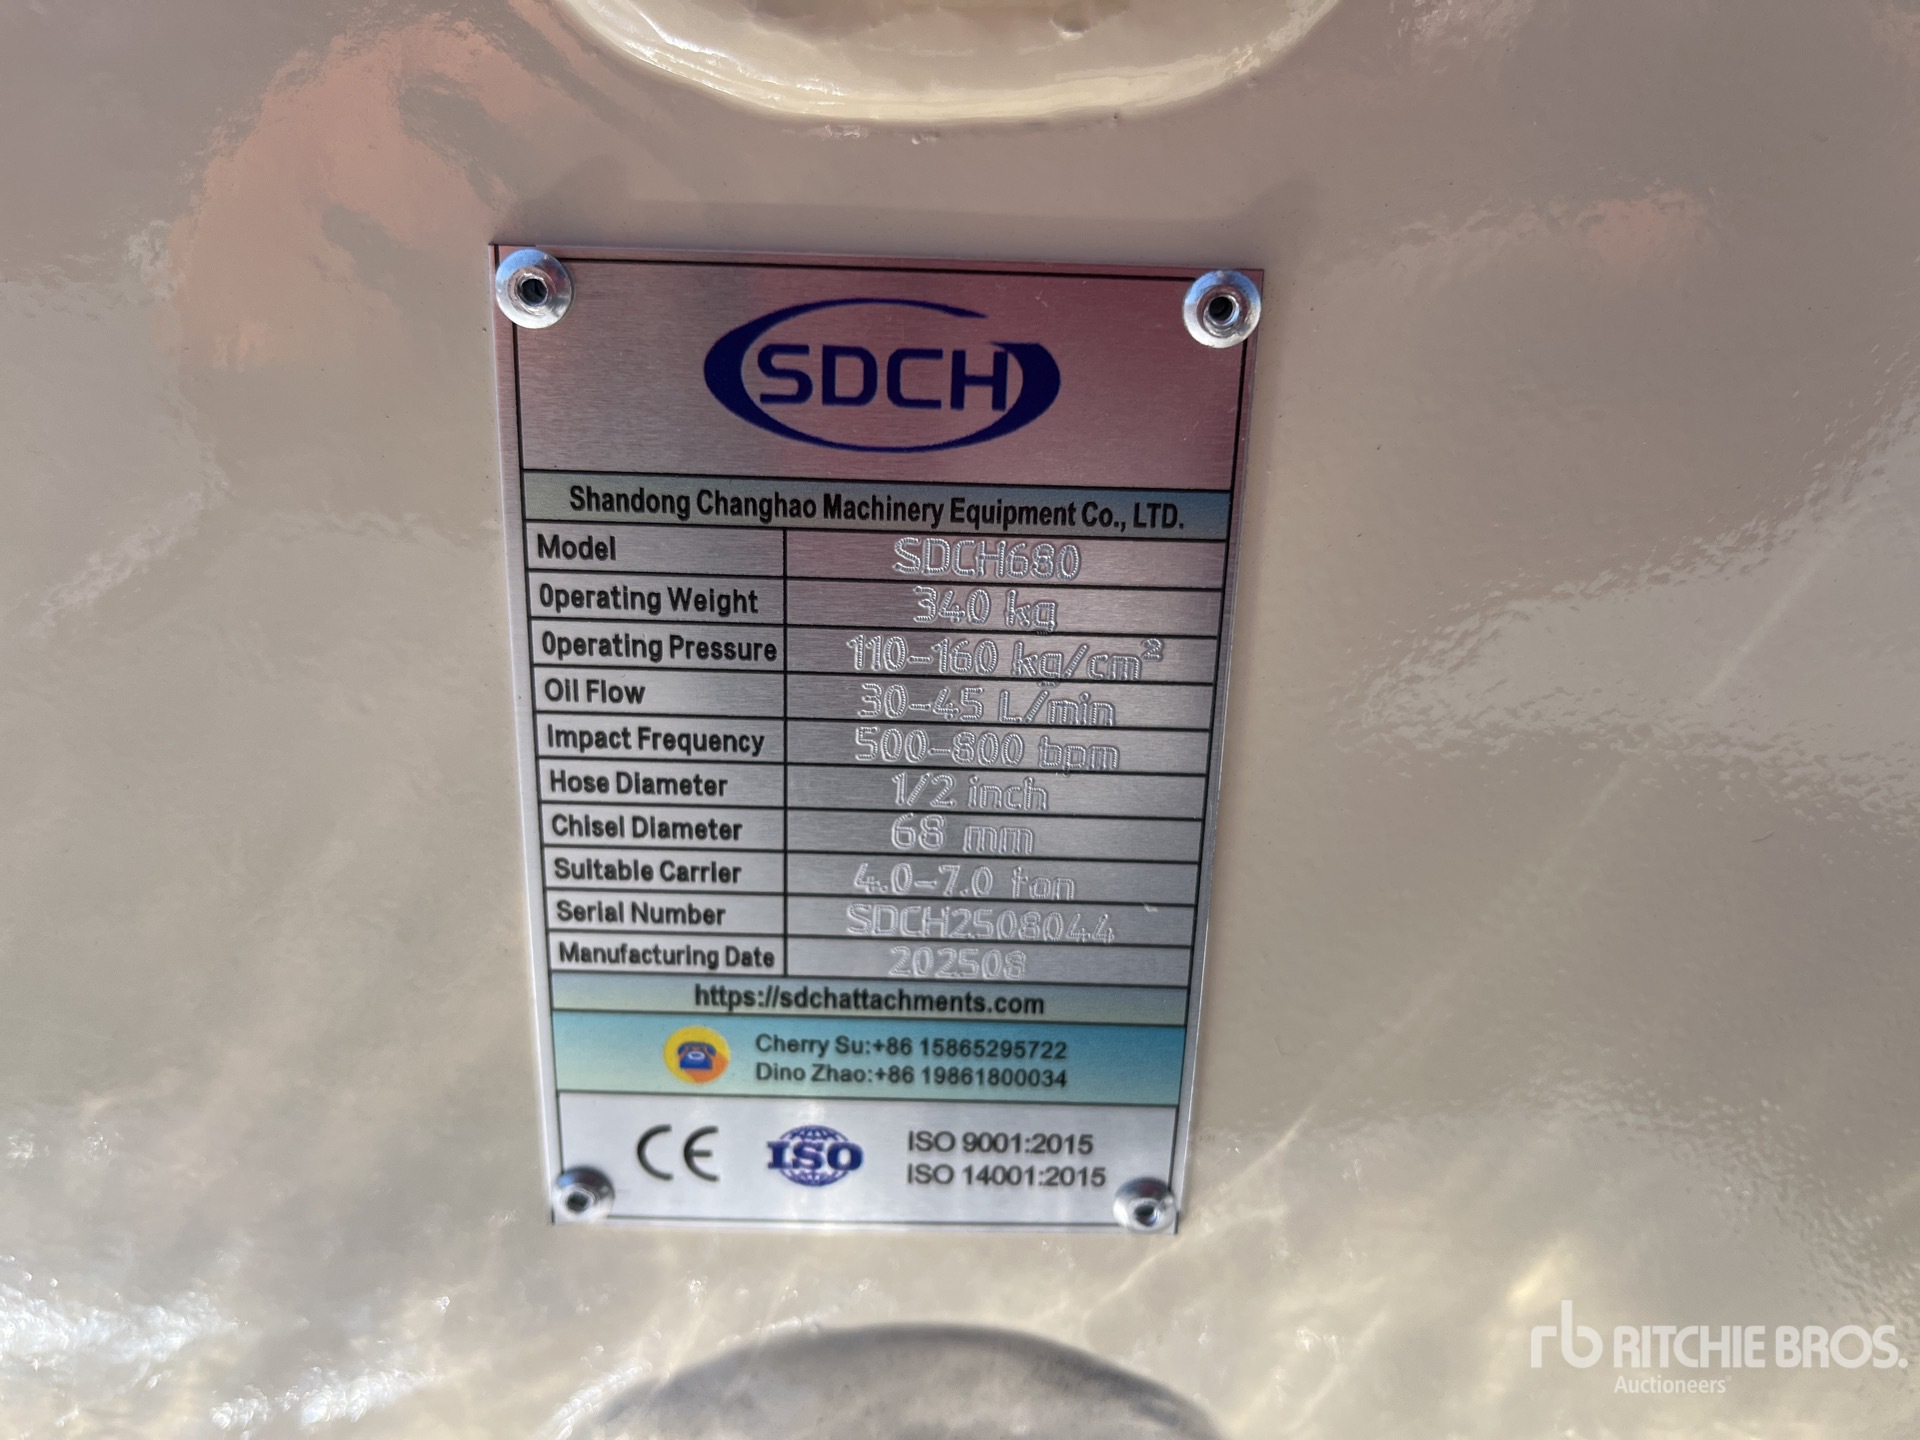 SDCH
Shandong Changhao Machinery Equipment Co., LTD.
Model SDCH680
Operating Weight 340 kg
Operating Pressure 110-160 kg/cm²
Oil Flow 30-45 L/min
Impact Frequency 500-800 bpm
Hose Diameter 1/2 inch
Chisel Diameter 68 mm
Suitable Carrier 4.0-7.0 ton
Serial Number SDCH2508044
Manufacturing Date 202508
https://sdchattachments.com
Cherry Su:+86 15865295722
Dino Zhao:+86 19861800034
CE ISO ISO 9001:2015
ISO 14001:2015
rb RITCHIE BROS.
Auctioneers